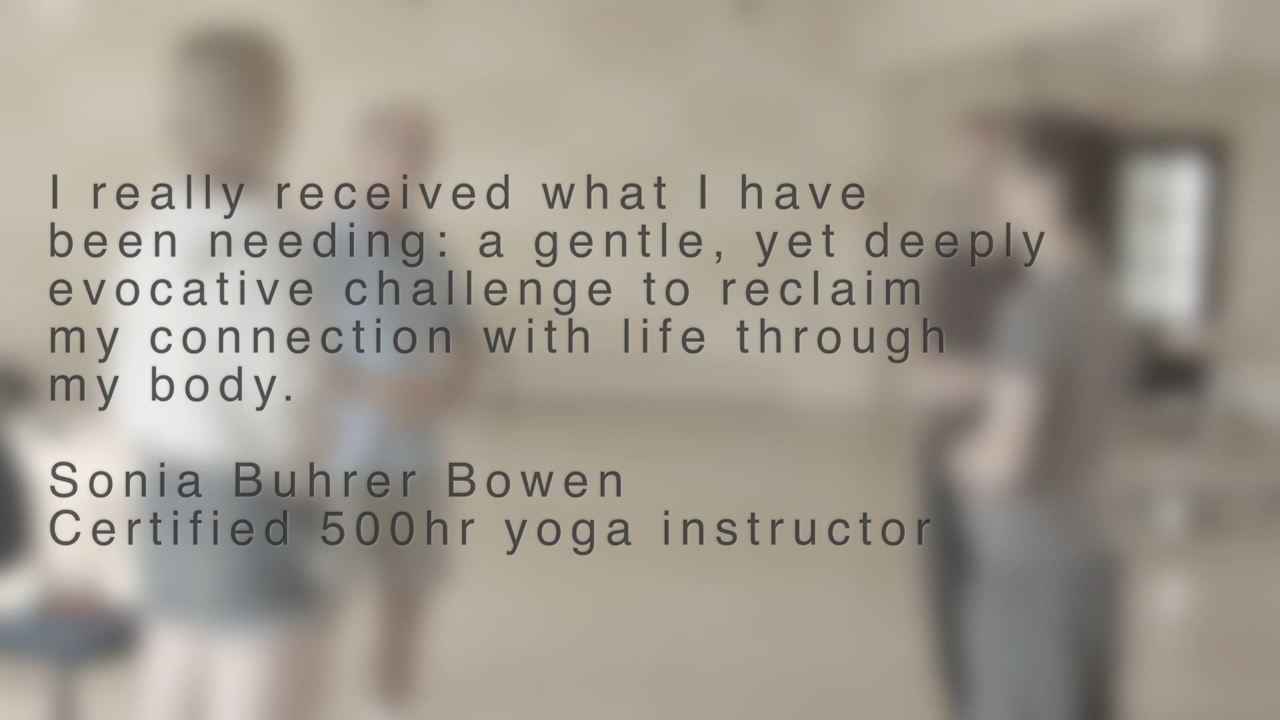 I really received what I have
been needing: a gentle, yet deeply
evocative challenge to reclaim
my connection with life through
my body.
Sonia Buhrer Bowen
Certified 500hr yoga instructor